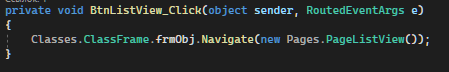 private void BtnListView_Click(object sender, RoutedEventArgs e)
{
Classes.ClassFrame.frmObj.Navigate(new Pages.PageListView());
}